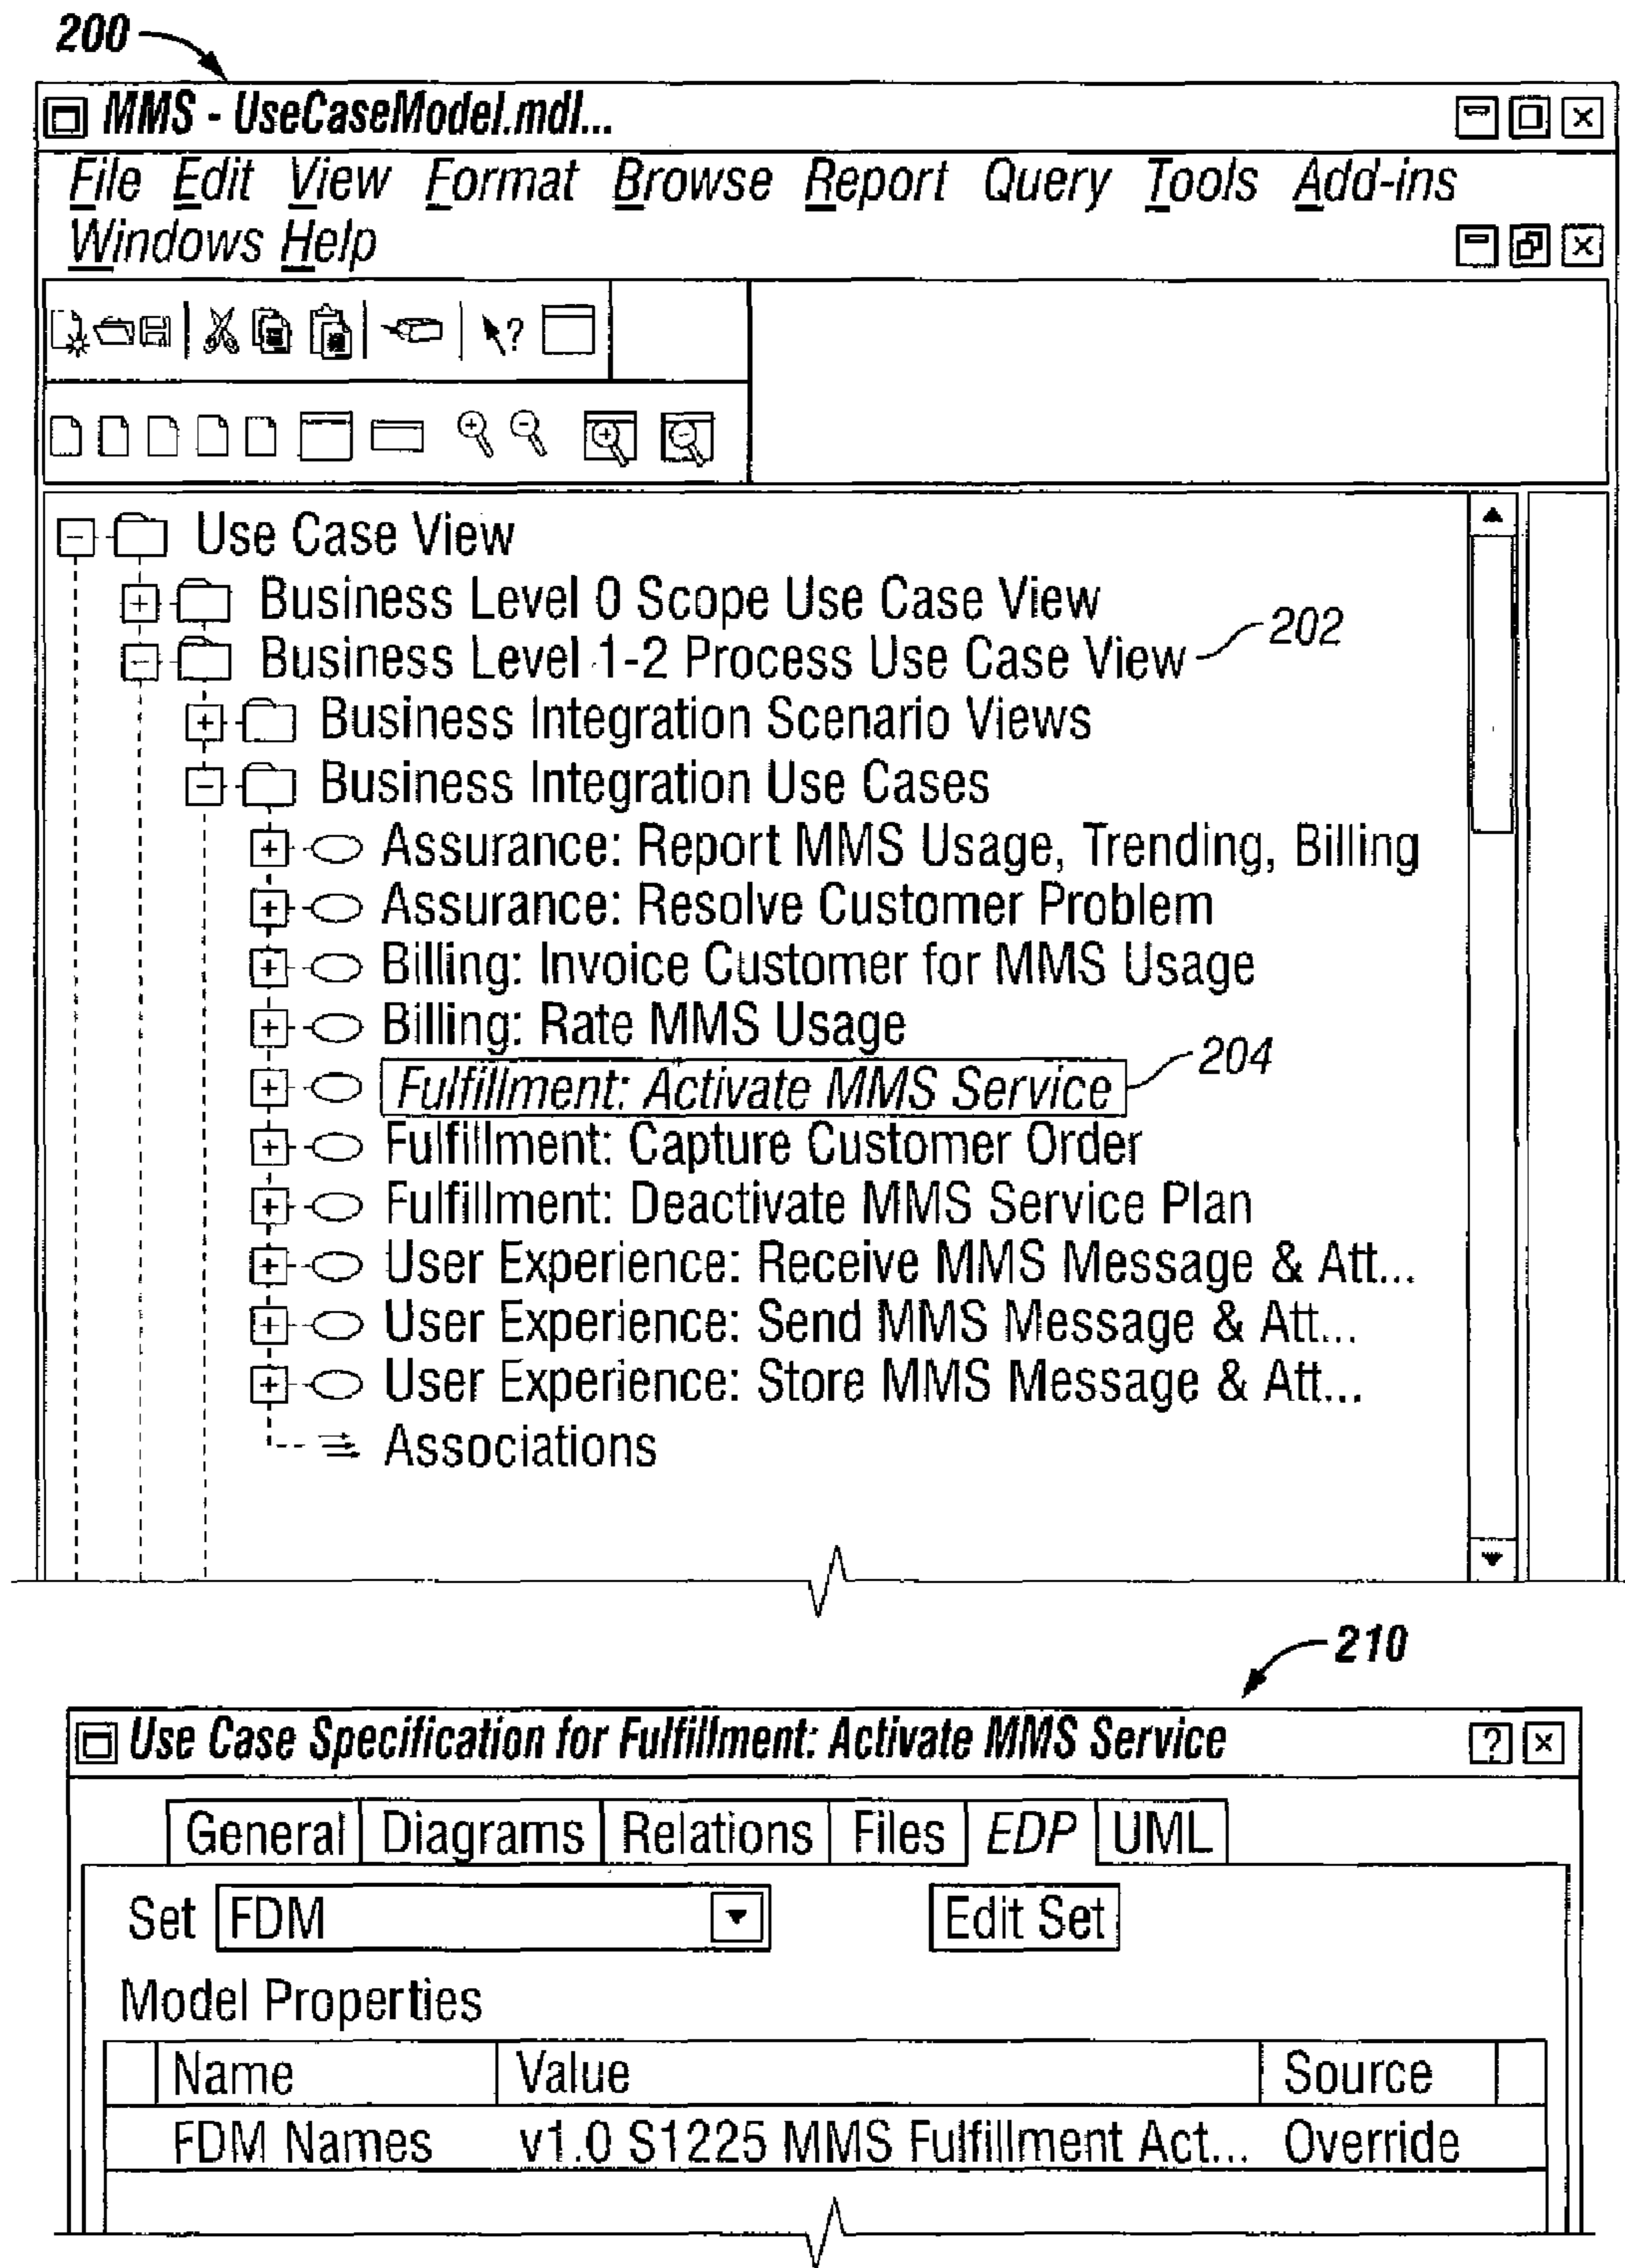 200
MMS - UseCaseModel.mdl...
File Edit View Format Browse Report Query Tools Add-ins
Windows Help
?
Use Case View
Business Level 0 Scope Use Case View
Business Level 1-2 Process Use Case View
202
Business Integration Scenario Views
Business Integration Use Cases
Assurance: Report MMS Usage, Trending, Billing
Assurance: Resolve Customer Problem
Billing: Invoice Customer for MMS Usage
Billing: Rate MMS Usage
Fulfillment: Activate MMS Service
204
Fulfillment: Capture Customer Order
Fulfillment: Deactivate MMS Service Plan
User Experience: Receive MMS Message & Att...
User Experience: Send MMS Message & Att...
User Experience: Store MMS Message & Att...
Associations
210
Use Case Specification for Fulfillment: Activate MMS Service ?
General Diagrams Relations Files EDP UML
Set FDM Edit Set
Model Properties
Name Value Source
FDM Names v1.0 S1225 MMS Fulfillment Act... Override